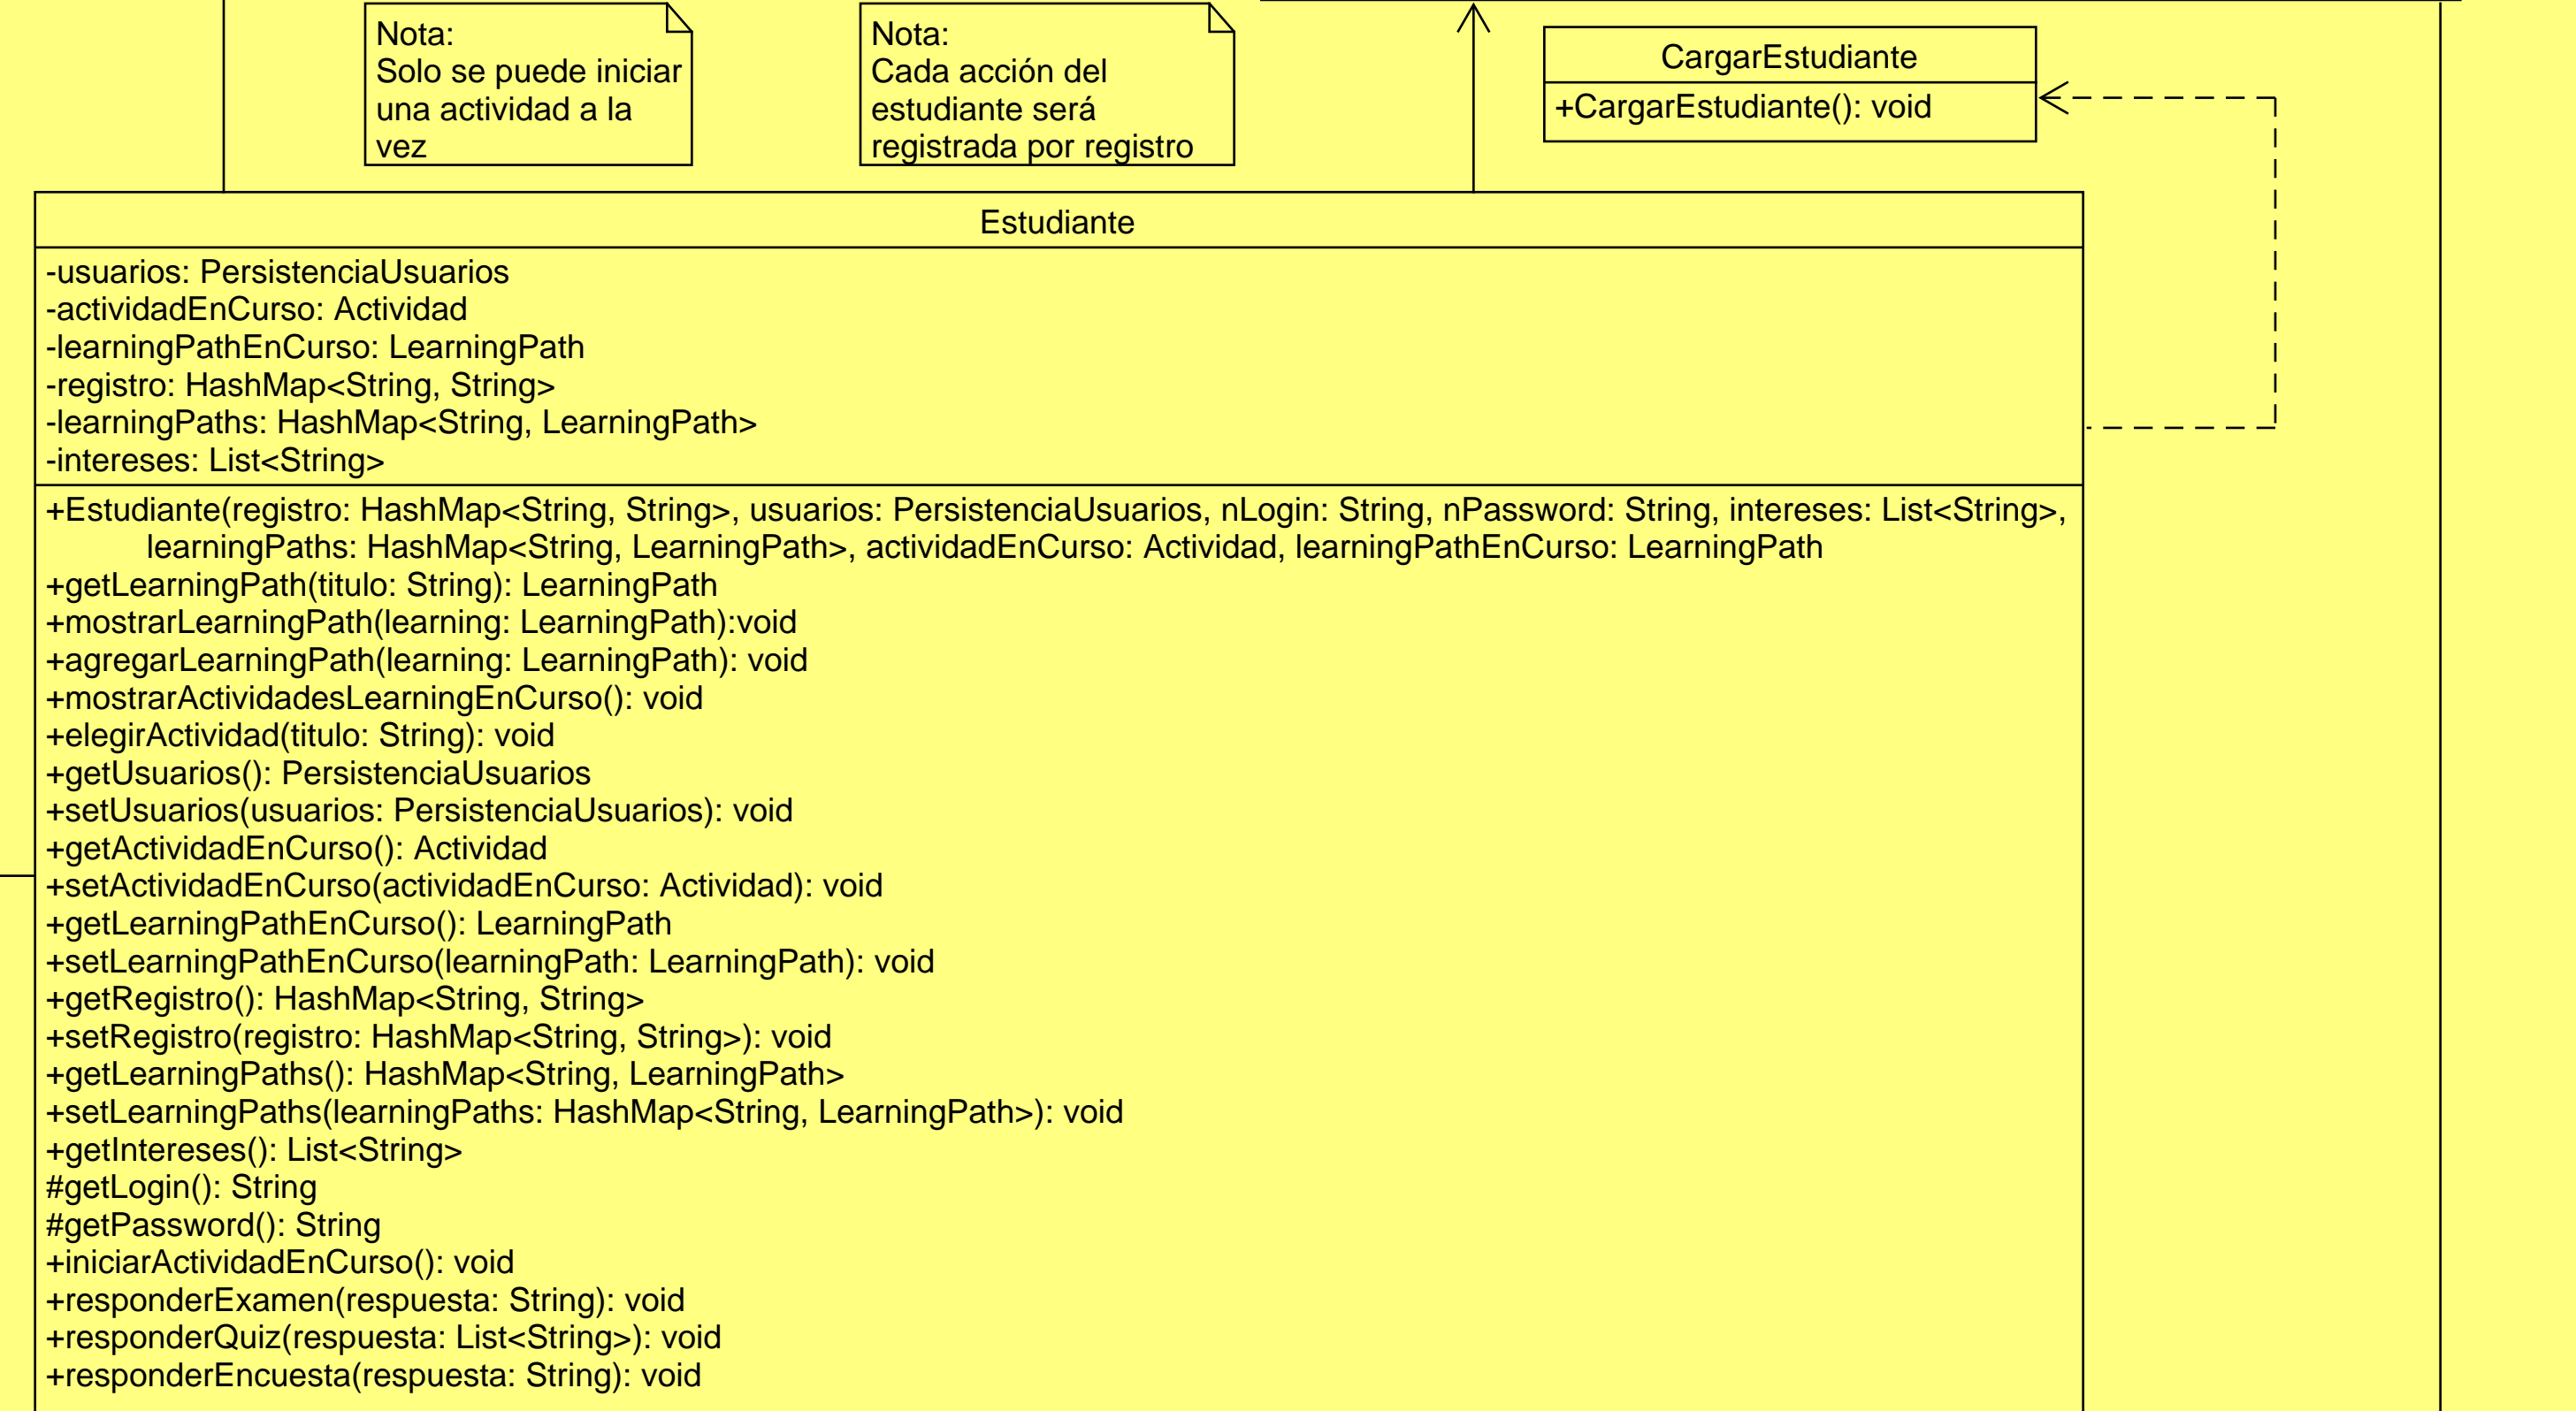 Nota:
Solo se puede iniciar
una actividad a la
vez
Nota:
Cada acción del
estudiante será
registrada por registro
CargarEstudiante
+CargarEstudiante(): void
Estudiante
-usuarios: PersistenciaUsuarios
-actividadEnCurso: Actividad
-learningPathEnCurso: LearningPath
-registro: HashMap<String, String>
-learningPaths: HashMap<String, LearningPath>
-intereses: List<String>
+Estudiante(registro: HashMap<String, String>, usuarios: PersistenciaUsuarios, nLogin: String, nPassword: String, intereses: List<String>,
learningPaths: HashMap<String, LearningPath>, actividadEnCurso: Actividad, learningPathEnCurso: LearningPath
+getLearningPath(titulo: String): LearningPath
+mostrarLearningPath(learning: LearningPath):void
+agregarLearningPath(learning: LearningPath): void
+mostrarActividadesLearningEnCurso(): void
+elegirActividad(titulo: String): void
+getUsuarios(): PersistenciaUsuarios
+setUsuarios(usuarios: PersistenciaUsuarios): void
+getActividadEnCurso(): Actividad
+setActividadEnCurso(actividadEnCurso: Actividad): void
+getLearningPathEnCurso(): LearningPath
+setLearningPathEnCurso(learningPath: LearningPath): void
+getRegistro(): HashMap<String, String>
+setRegistro(registro: HashMap<String, String>): void
+getLearningPaths(): HashMap<String, LearningPath>
+setLearningPaths(learningPaths: HashMap<String, LearningPath>): void
+getIntereses(): List<String>
#getLogin(): String
#getPassword(): String
+iniciarActividadEnCurso(): void
+responderExamen(respuesta: String): void
+responderQuiz(respuesta: List<String>): void
+responderEncuesta(respuesta: String): void